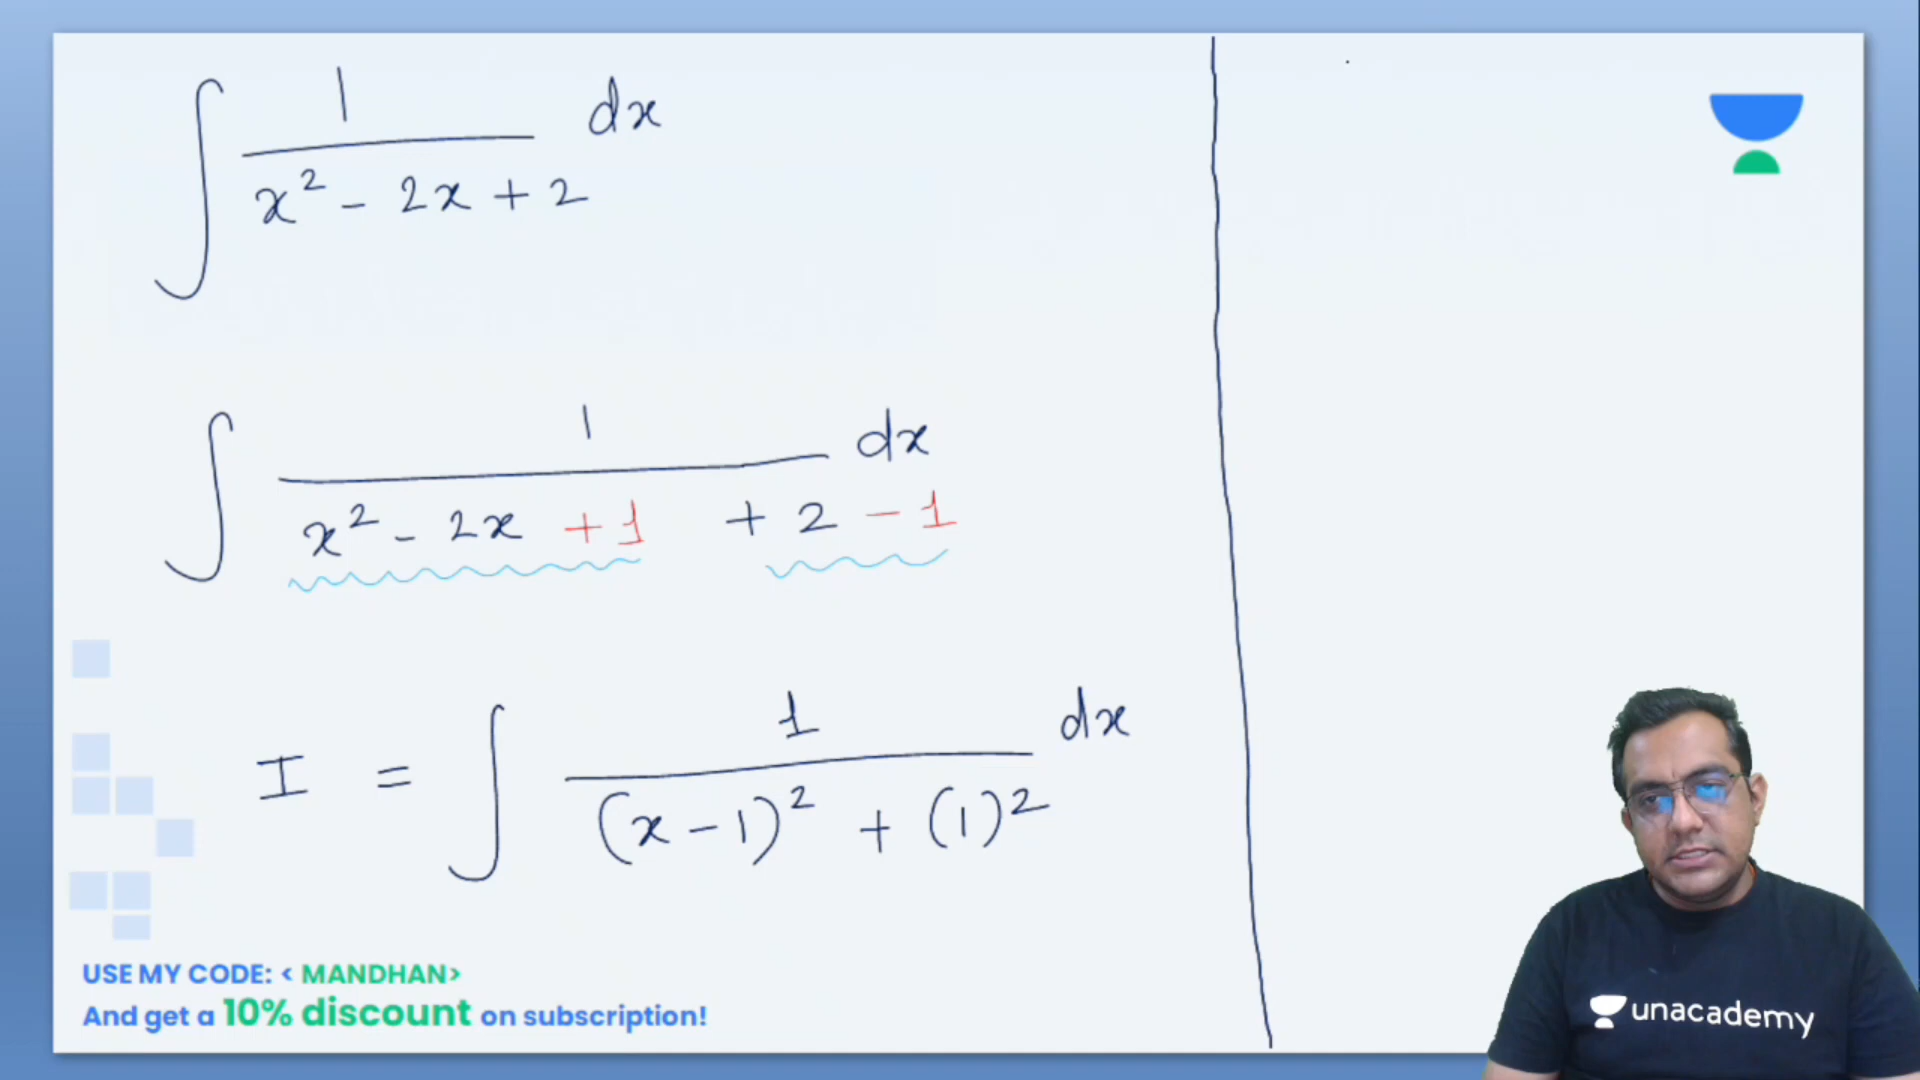 ∫ 1/(x² - 2x + 2) dx
∫ 1/(x² - 2x + 1 + 2 - 1) dx
I = ∫ 1/((x - 1)² + (1)²) dx
USE MY CODE: < MANDHAN>
And get a 10% discount on subscription!
unacademy